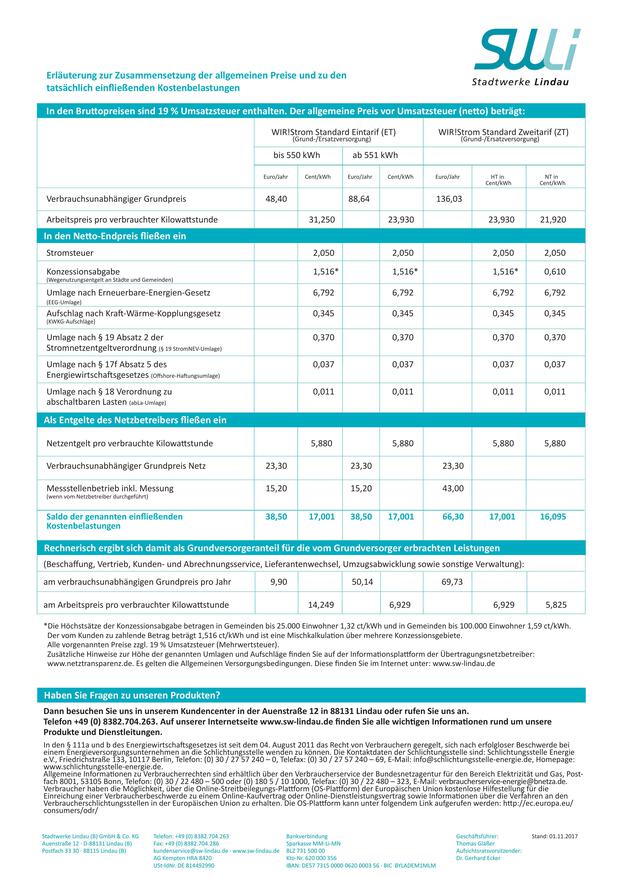 SWLi
Stadtwerke Lindau
Erläuterung zur Zusammensetzung der allgemeinen Preise und zu den
tatsächlich einfließenden Kostenbelastungen
In den Bruttopreisen sind 19 % Umsatzsteuer enthalten. Der allgemeine Preis vor Umsatzsteuer (netto) beträgt:
WIR!Strom Standard Eintarif (ET) WIR!Strom Standard Zweitarif (ZT)
(Grund-/Ersatzversorgung) (Grund-/Ersatzversorgung)
bis 550 kWh ab 551 kWh
Euro/Jahr Cent/kWh Euro/Jahr Cent/kWh Euro/Jahr HT in NT in
Cent/kWh Cent/kWh
Verbrauchsunabhängiger Grundpreis 48,40 88,64 136,03
Arbeitspreis pro verbrauchter Kilowattstunde 31,250 23,930 23,930 21,920
In den Netto-Endpreis fließen ein
Stromsteuer 2,050 2,050 2,050 2,050
Konzessionsabgabe 1,516* 1,516* 1,516* 0,610
(Wegenutzungsentgelt an Städte und Gemeinden)
Umlage nach Erneuerbare-Energien-Gesetz 6,792 6,792 6,792 6,792
(EEG-Umlage)
Aufschlag nach Kraft-Wärme-Kopplungsgesetz 0,345 0,345 0,345 0,345
(KWKG-Aufschläge)
Umlage nach § 19 Absatz 2 der 0,370 0,370 0,370 0,370
Stromnetzentgeltverordnung (§ 19 StromNEV-Umlage)
Umlage nach § 17f Absatz 5 des 0,037 0,037 0,037 0,037
Energiewirtschaftsgesetzes (Offshore-Haftungsumlage)
Umlage nach § 18 Verordnung zu 0,011 0,011 0,011 0,011
abschaltbaren Lasten (abLa-Umlage)
Als Entgelte des Netzbetreibers fließen ein
Netzentgelt pro verbrauchte Kilowattstunde 5,880 5,880 5,880 5,880
Verbrauchsunabhängiger Grundpreis Netz 23,30 23,30 23,30
Messstellenbetrieb inkl. Messung 15,20 15,20 43,00
(wenn vom Netzbetreiber durchgeführt)
Saldo der genannten einfließenden 38,50 17,001 38,50 17,001 66,30 17,001 16,095
Kostenbelastungen
Rechnerisch ergibt sich damit als Grundversorgeranteil für die vom Grundversorger erbrachten Leistungen
(Beschaffung, Vertrieb, Kunden- und Abrechnungsservice, Lieferantenwechsel, Umzugsabwicklung sowie sonstige Verwaltung):
am verbrauchsunabhängigen Grundpreis pro Jahr 9,90 50,14 69,73
am Arbeitspreis pro verbrauchter Kilowattstunde 14,249 6,929 6,929 5,825
*Die Höchstsätze der Konzessionsabgabe betragen in Gemeinden bis 25.000 Einwohner 1,32 ct/kWh und in Gemeinden bis 100.000 Einwohner 1,59 ct/kWh.
Der vom Kunden zu zahlende Betrag beträgt 1,516 ct/kWh und ist eine Mischkalkulation über mehrere Konzessionsgebiete.
Alle vorgenannten Preise zzgl. 19 % Umsatzsteuer (Mehrwertsteuer).
Zusätzliche Hinweise zur Höhe der genannten Umlagen und Aufschläge finden Sie auf der Informationsplattform der Übertragungsnetzbetreiber:
www.netztransparenz.de. Es gelten die Allgemeinen Versorgungsbedingungen. Diese finden Sie im Internet unter: www.sw-lindau.de
Haben Sie Fragen zu unseren Produkten?
Dann besuchen Sie uns in unserem Kundencenter in der Auenstraße 12 in 88131 Lindau oder rufen Sie uns an.
Telefon +49 (0) 8382.704.263. Auf unserer Internetseite www.sw-lindau.de finden Sie alle wichtigen Informationen rund um unsere
Produkte und Dienstleistungen.
In den § 111a und b des Energiewirtschaftsgesetzes ist seit dem 04. August 2011 das Recht von Verbrauchern geregelt, sich nach erfolgloser Beschwerde bei
einem Energieversorgungsunternehmen an die Schlichtungsstelle wenden zu können. Die Kontaktdaten der Schlichtungsstelle sind: Schlichtungsstelle Energie
e.V., Friedrichstraße 133, 10117 Berlin, Telefon: (0) 30 / 27 57 240 – 0, Telefax: (0) 30 / 27 57 240 – 69, E-Mail: info@schlichtungsstelle-energie.de, Homepage:
www.schlichtungsstelle-energie.de.
Allgemeine Informationen zu Verbraucherrechten sind erhältlich über den Verbraucherservice der Bundesnetzagentur für den Bereich Elektrizität und Gas, Post-
fach 8001, 53105 Bonn, Telefon: (0) 30 / 22 480 – 500 oder (0) 180 5 / 10 1000, Telefax: (0) 30 / 22 480 – 323, E-Mail: verbraucherservice-energie@bnetza.de.
Verbraucher haben die Möglichkeit, über die Online-Streitbeilegungs-Plattform (OS-Plattform) der Europäischen Union kostenlose Hilfestellung für die
Einreichung einer Verbraucherbeschwerde zu einem Online-Kaufvertrag oder Online-Dienstleistungsvertrag sowie Informationen über die Verfahren an den
Verbraucherschlichtungsstellen in der Europäischen Union zu erhalten. Die OS-Plattform kann unter folgendem Link aufgerufen werden: http://ec.europa.eu/
consumers/odr/
Stadtwerke Lindau (B) GmbH & Co. KG
Auenstraße 12 · D-88131 Lindau (B)
Postfach 33 30 · 88115 Lindau (B)
Telefon: +49 (0) 8382.704 263
Fax: +49 (0) 8382.704 286
kundenservice@sw-lindau.de · www.sw-lindau.de
AG Kempten HRA 8420
USt-IdNr. DE 814492990
Bankverbindung
Sparkasse MM-LI-MN
BLZ 731 500 00
Kto-Nr. 620 000 356
IBAN: DE57 7315 0000 0620 0003 56 · BIC BYLADEM1MLM
Geschäftsführer:
Thomas Gläßer
Aufsichtsratsvorsitzender:
Dr. Gerhard Ecker
Stand: 01.11.2017